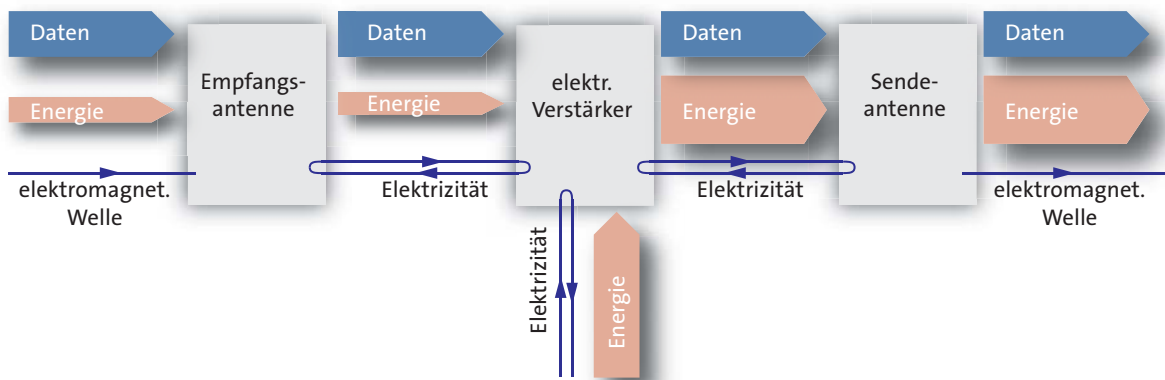 Daten
Daten
Daten
Daten
Energie
Empfangs-
antenne
Energie
elektr.
Verstärker
Energie
Sende-
antenne
Energie
elektromagnet.
Welle
Elektrizität
Elektrizität
elektromagnet.
Welle
Elektrizität
Energie